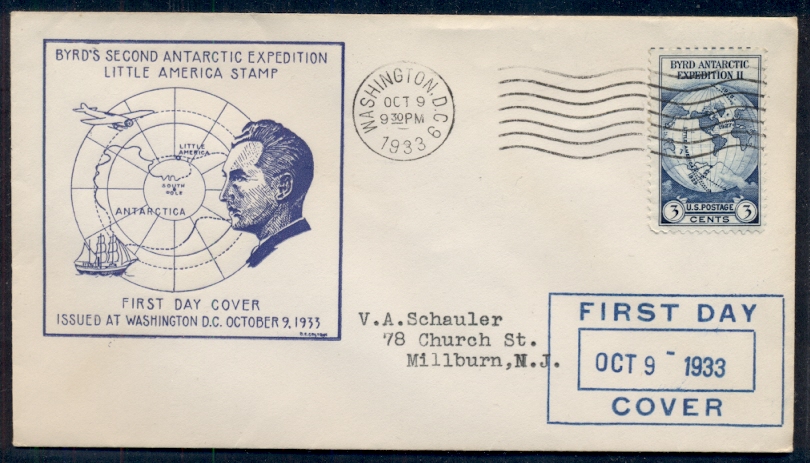 BYRD'S SECOND ANTARCTIC EXPEDITION
LITTLE AMERICA STAMP
LITTLE
AMERICA
SOUTH
POLE
ANTARCTICA
FIRST DAY COVER
ISSUED AT WASHINGTON D.C. OCTOBER 9, 1933
WASHINGTON, D.C.
OCT 9
9 30 PM
1933
6
BYRD ANTARCTIC
EXPEDITION II
U.S. POSTAGE
3 3
CENTS
V.A.Schauler
78 Church St.
Millburn,N.J.
FIRST DAY
OCT 9 - 1933
COVER